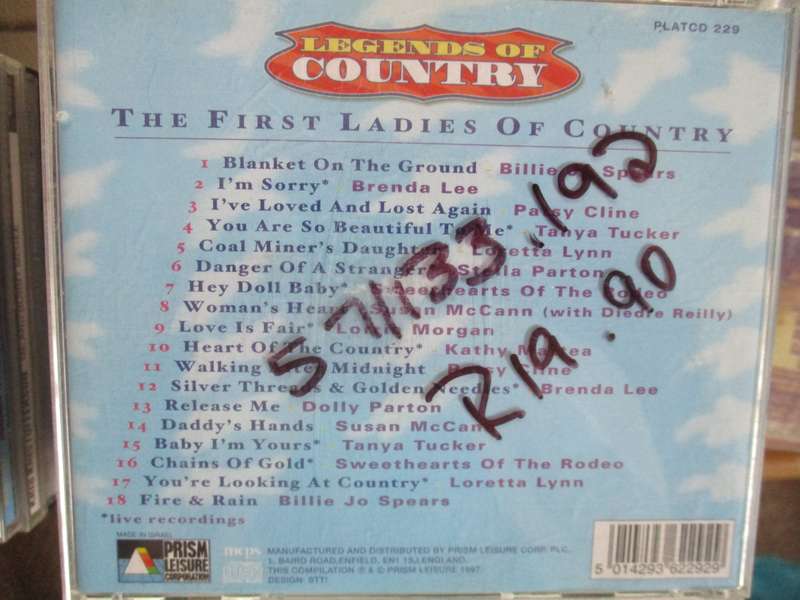 PLATCD 229
LEGENDS OF
COUNTRY
THE FIRST LADIES OF COUNTRY
1 Blanket On The Ground Billie Jo Spears
2 I'm Sorry* Brenda Lee
3 I've Loved And Lost Again Patsy Cline
4 You Are So Beautiful To Me* Tanya Tucker
5 Coal Miner's Daughter Loretta Lynn
6 Danger Of A Stranger Stella Parton
7 Hey Doll Baby* Sweethearts Of The Rodeo
8 Woman's Heart Susan McCann (with Diedre Reilly)
9 Love Is Fair* Lorrie Morgan
10 Heart Of The Country* Kathy Mattea
11 Walking After Midnight Patsy Cline
12 Silver Threads & Golden Needles* Brenda Lee
13 Release Me Dolly Parton
14 Daddy's Hands Susan McCann
15 Baby I'm Yours* Tanya Tucker
16 Chains Of Gold* Sweethearts Of The Rodeo
17 You're Looking At Country* Loretta Lynn
18 Fire & Rain Billie Jo Spears
*live recordings
57/133.192
R19.90
MADE IN ISRAEL
PRISM
LEISURE
CORPORATION
mcps
MANUFACTURED AND DISTRIBUTED BY PRISM LEISURE CORP. PLC,
1, BAIRD ROAD, ENFIELD, EN1 1SJ, ENGLAND.
THIS COMPILATION ℗ & © PRISM LEISURE 1997.
DESIGN: STTI
5 014293 622929